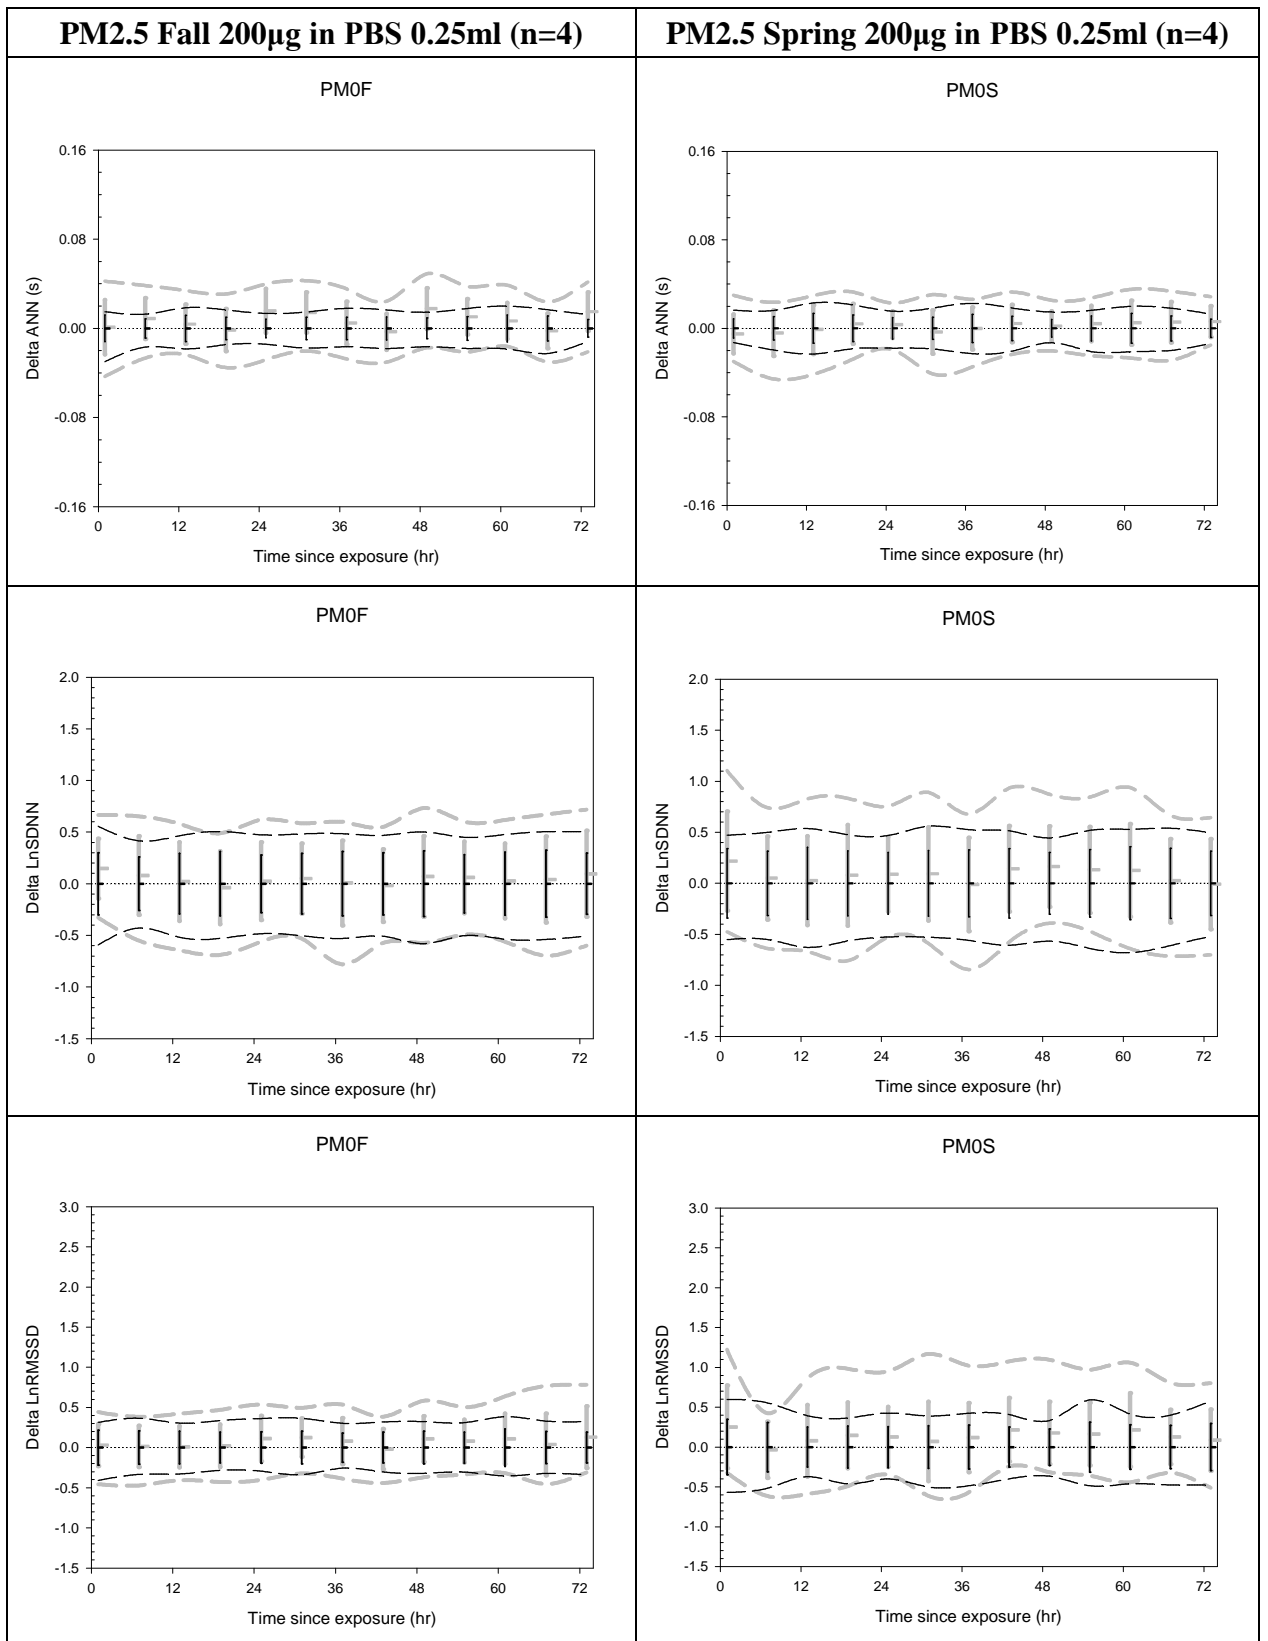 PM2.5 Fall 200µg in PBS 0.25ml (n=4)
PM2.5 Spring 200µg in PBS 0.25ml (n=4)
PM0F
0.16
0.08
0.00
-0.08
-0.16
Delta ANN (s)
0 12 24 36 48 60 72
Time since exposure (hr)
PM0S
0.16
0.08
0.00
-0.08
-0.16
Delta ANN (s)
0 12 24 36 48 60 72
Time since exposure (hr)
PM0F
2.0
1.5
1.0
0.5
0.0
-0.5
-1.0
-1.5
Delta LnSDNN
0 12 24 36 48 60 72
Time since exposure (hr)
PM0S
2.0
1.5
1.0
0.5
0.0
-0.5
-1.0
-1.5
Delta LnSDNN
0 12 24 36 48 60 72
Time since exposure (hr)
PM0F
3.0
2.5
2.0
1.5
1.0
0.5
0.0
-0.5
-1.0
-1.5
Delta LnRMSSD
0 12 24 36 48 60 72
Time since exposure (hr)
PM0S
3.0
2.5
2.0
1.5
1.0
0.5
0.0
-0.5
-1.0
-1.5
Delta LnRMSSD
0 12 24 36 48 60 72
Time since exposure (hr)